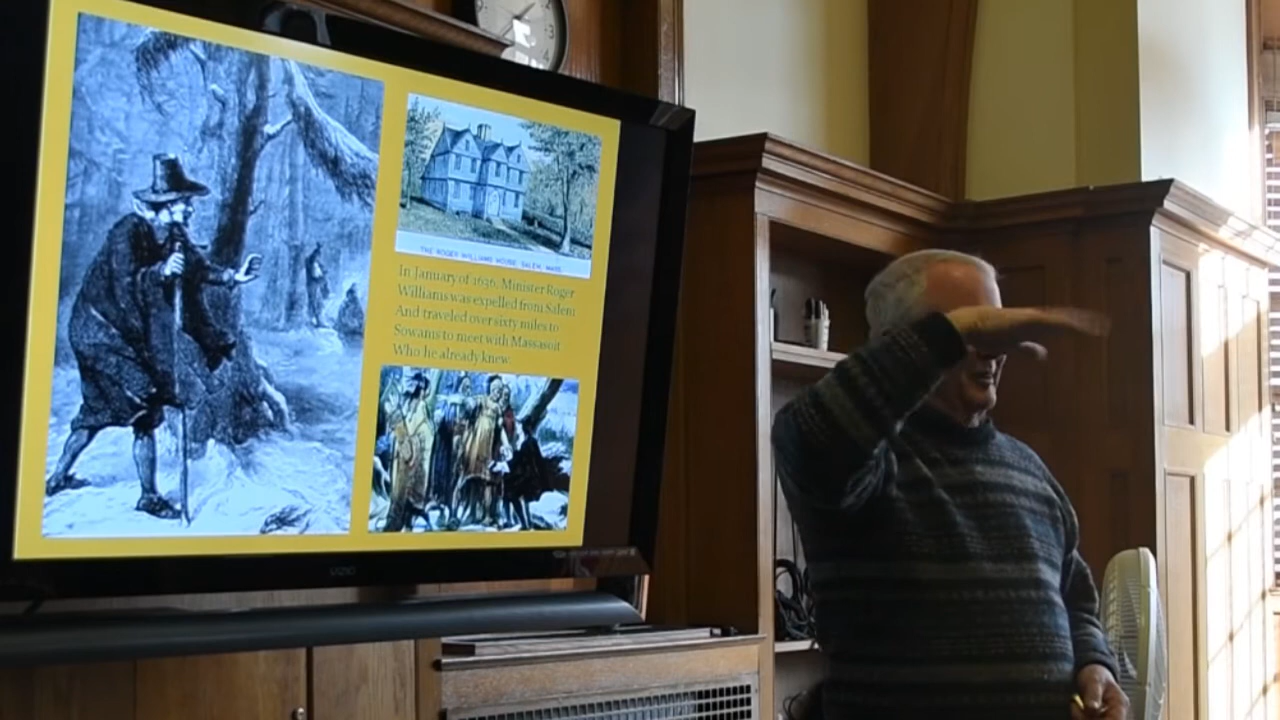 THE ROGER WILLIAMS HOUSE, SALEM, MASS.
In January of 1636, Minister Roger
Williams was expelled from Salem
And traveled over sixty miles to
Sowams to meet with Massasoit
Who he already knew.
VIZIO